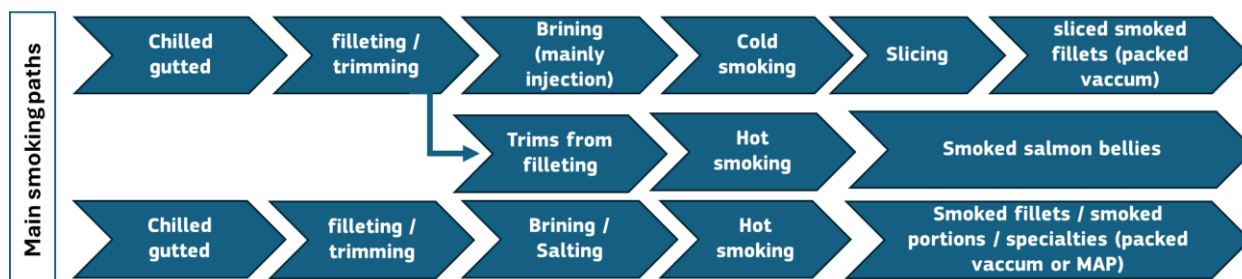 Main smoking paths
Chilled
gutted
filleting /
trimming
Brining
(mainly
injection)
Cold
smoking
Slicing
sliced smoked
fillets (packed
vaccum)
Trims from
filleting
Hot
smoking
Smoked salmon bellies
Chilled
gutted
filleting /
trimming
Brining /
Salting
Hot
smoking
Smoked fillets / smoked
portions / specialties (packed
vaccum or MAP)